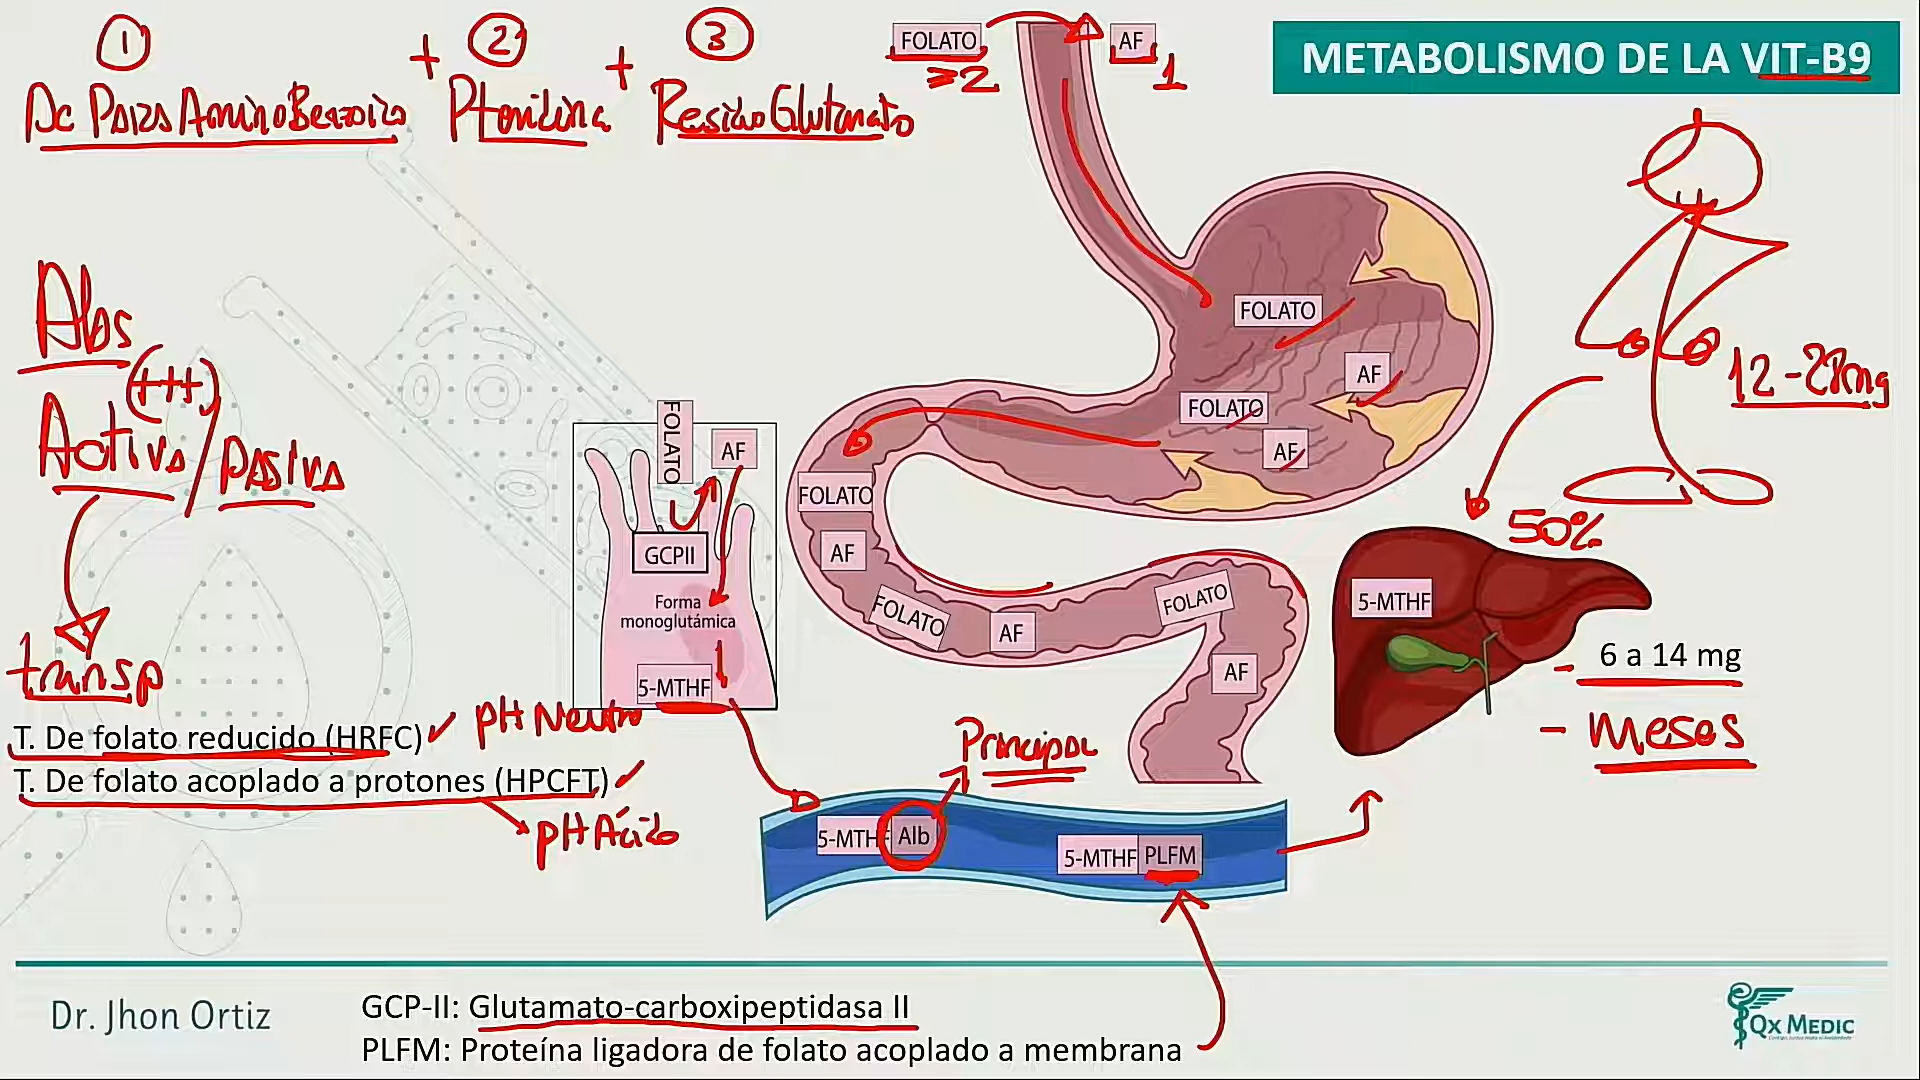 METABOLISMO DE LA VIT-B9
1 2 3
Ac Para Amino Benzoico + Pteridina + Residuo Glutamato
FOLATO AF
≥2 1
Abs
(+++)
Activa / pasiva
transp
T. De folato reducido (HRFC) pH Neutro
T. De folato acoplado a protones (HPCFT)
pH Ácido
FOLATO
AF
GCPII
Forma
monoglutámica
5-MTHF
FOLATO
AF
FOLATO
AF
FOLATO
AF
FOLATO
AF
FOLATO
AF
12-28mg
50%
5-MTHF
- 6 a 14 mg
- Meses
Principal
5-MTHF Alb
5-MTHF PLFM
Dr. Jhon Ortiz
GCP-II: Glutamato-carboxipeptidasa II
PLFM: Proteína ligadora de folato acoplado a membrana
QX MEDIC